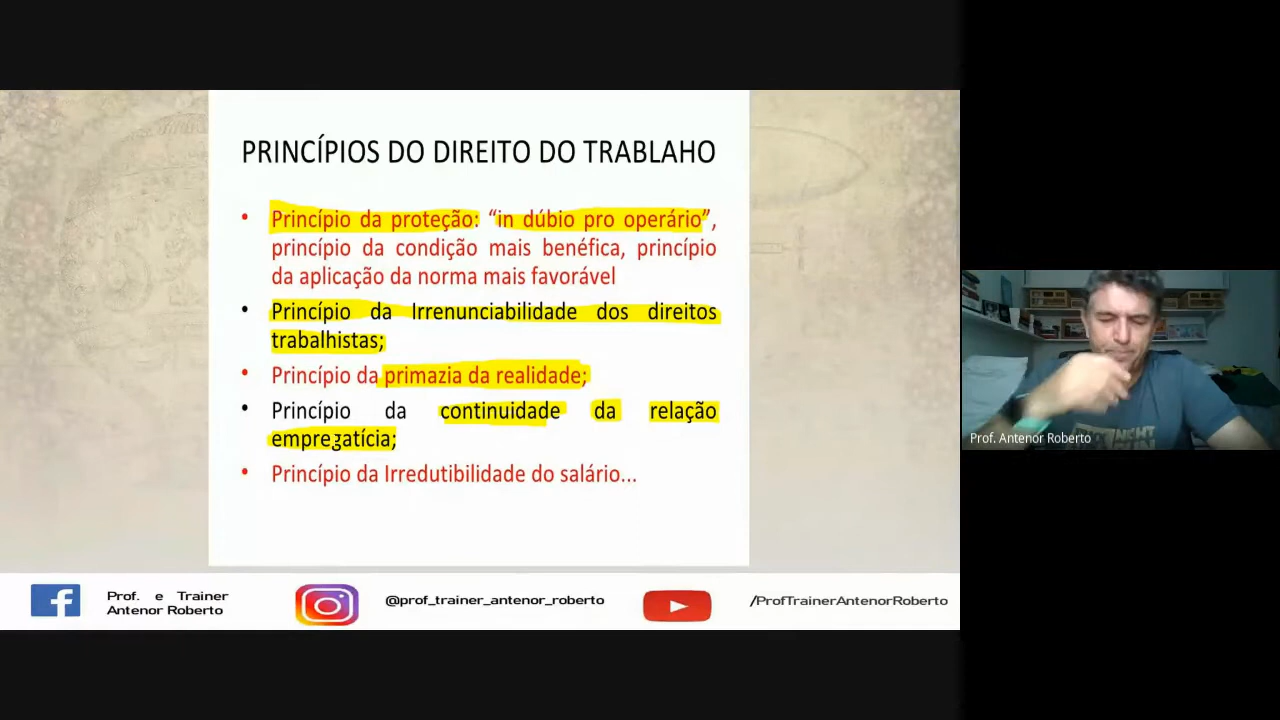 PRINCÍPIOS DO DIREITO DO TRABLAHO
• Princípio da proteção: “in dúbio pro operário”,
princípio da condição mais benéfica, princípio
da aplicação da norma mais favorável
• Princípio da Irrenunciabilidade dos direitos
trabalhistas;
• Princípio da primazia da realidade;
• Princípio da continuidade da relação
empregatícia;
• Princípio da Irredutibilidade do salário...
Prof. e Trainer
Antenor Roberto
@prof_trainer_antenor_roberto
/ProfTrainerAntenorRoberto
Prof. Antenor Roberto